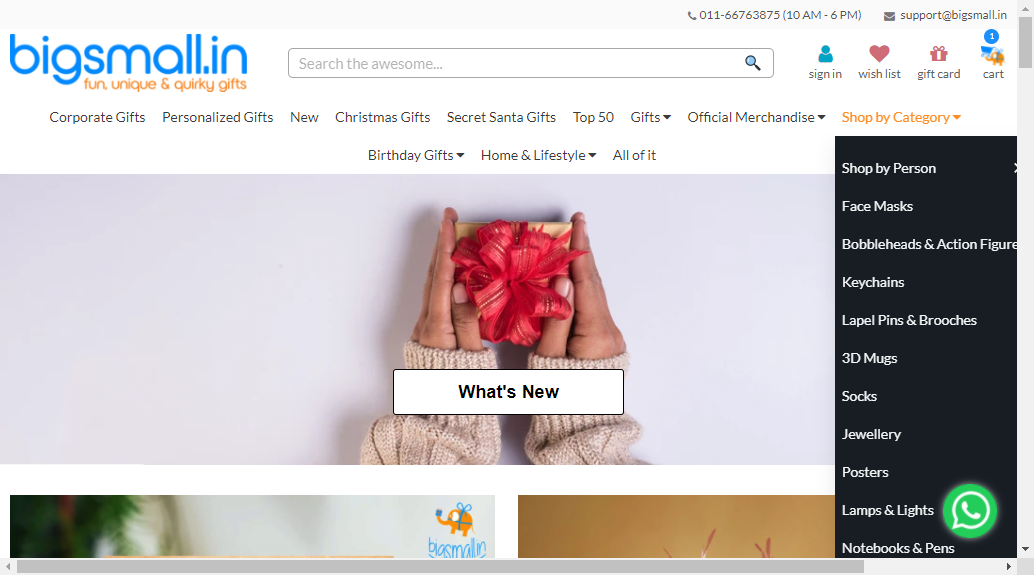 011-66763875 (10 AM - 6 PM) support@bigsmall.in
bigsmall.in
fun, unique & quirky gifts
Search the awesome...
1
sign in wish list gift card cart
Corporate Gifts Personalized Gifts New Christmas Gifts Secret Santa Gifts Top 50 Gifts Official Merchandise Shop by Category
Birthday Gifts Home & Lifestyle All of it
Shop by Person
Face Masks
Bobbleheads & Action Figure
Keychains
Lapel Pins & Brooches
3D Mugs
Socks
Jewellery
Posters
Lamps & Lights
Notebooks & Pens
What's New
bigsmall.in